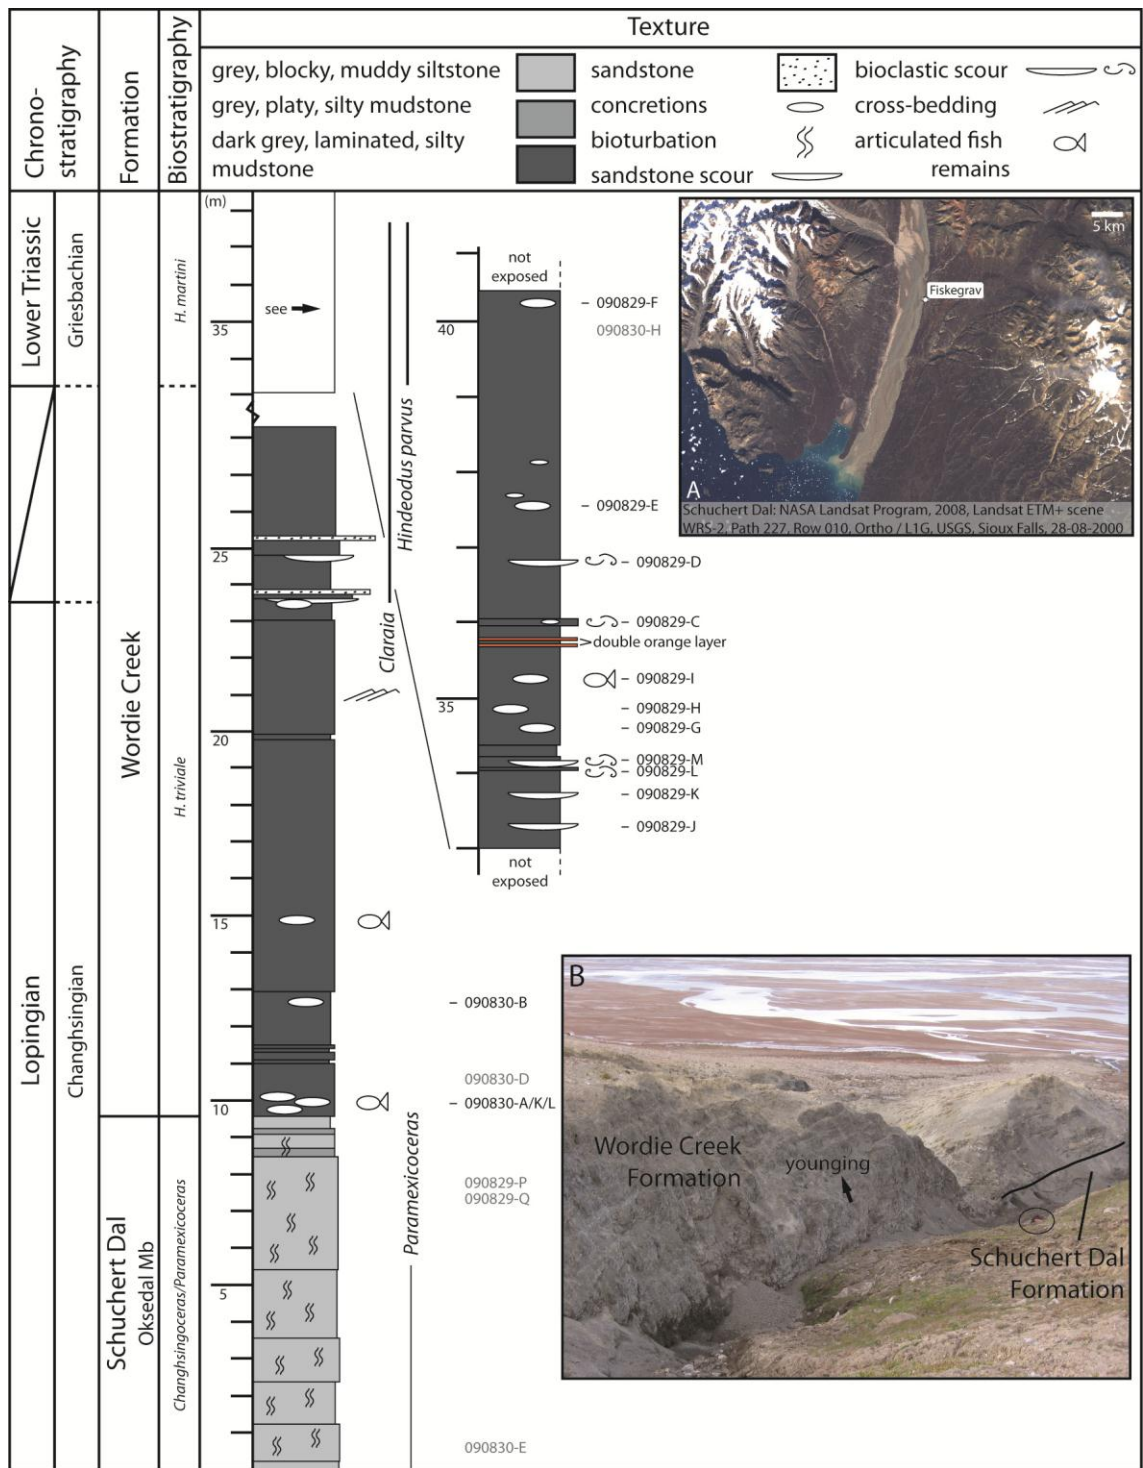 Texture
Chrono-
stratigraphy
Formation
Biostratigraphy
grey, blocky, muddy siltstone
grey, platy, silty mudstone
dark grey, laminated, silty
mudstone
sandstone
concretions
bioturbation
sandstone scour
bioclastic scour
cross-bedding
articulated fish
remains
Lower Triassic
Griesbachian
H. martini
Lopingian
Changhsingian
Wordie Creek
H. triviale
Schuchert Dal
Oksedal Mb
Changhsingoceras/Paramexicoceras
(m)
35
25
20
15
10
5
see
Hindeodus parvus
Claraia
Paramexicoceras
not
exposed
40
35
not
exposed
090829-F
090830-H
090829-E
090829-D
090829-C
double orange layer
090829-I
090829-H
090829-G
090829-M
090829-L
090829-K
090829-J
090830-B
090830-D
090830-A/K/L
090829-P
090829-Q
090830-E
5 km
Fiskegrav
A
Schuchert Dal: NASA Landsat Program, 2008, Landsat ETM+ scene
WRS-2, Path 227, Row 010, Ortho / L1G, USGS, Sioux Falls, 28-08-2000
B
Wordie Creek
Formation
younging
Schuchert Dal
Formation